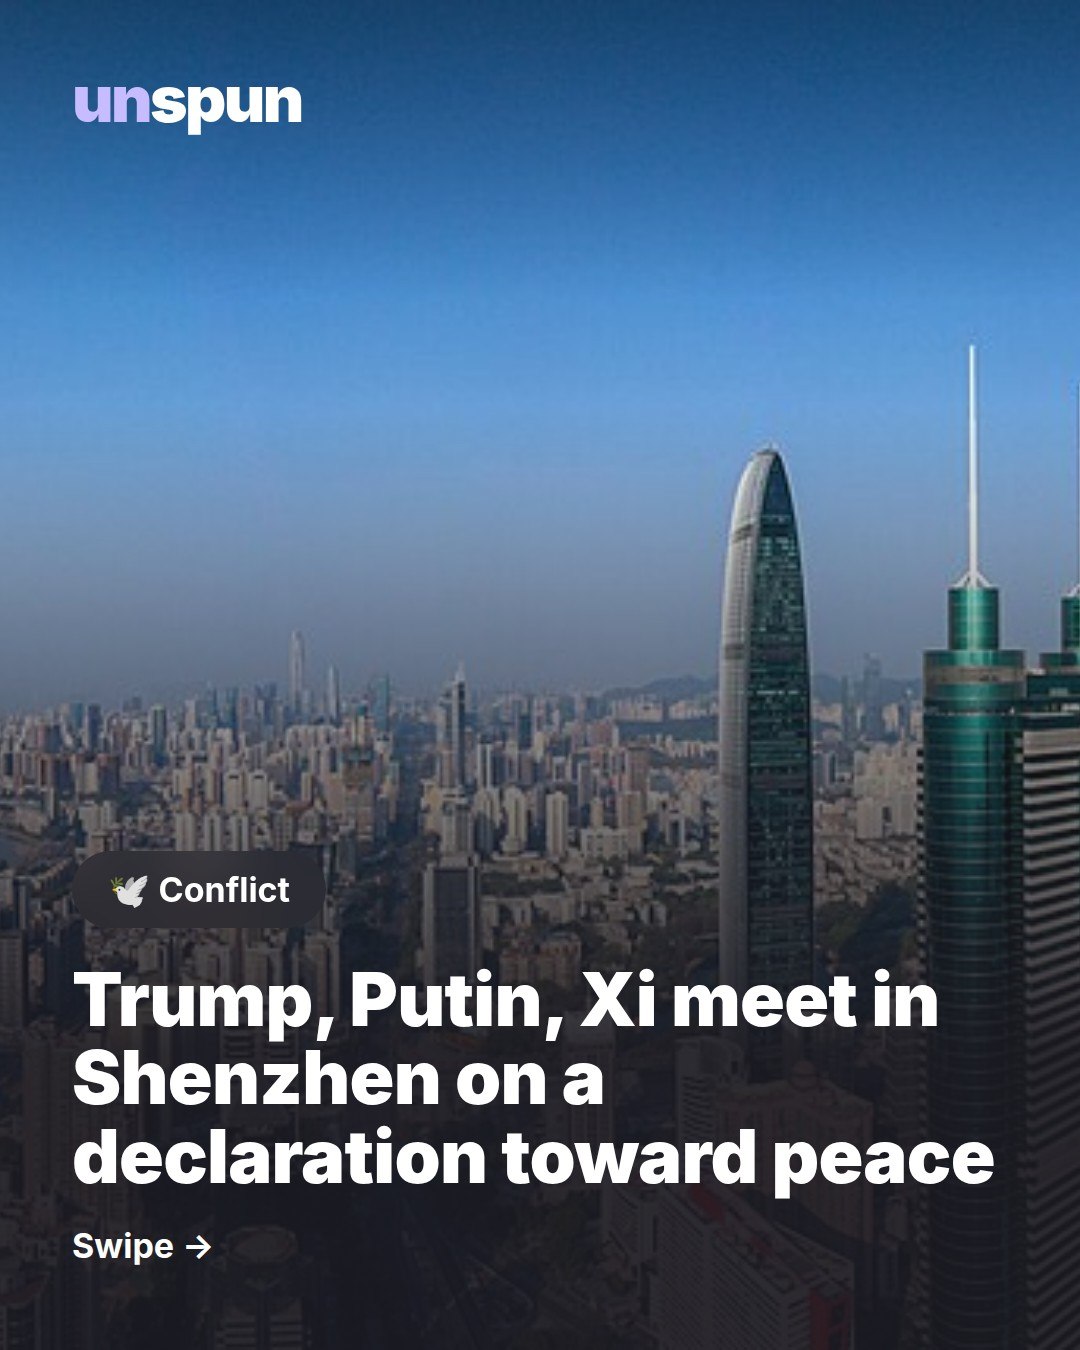 unspun
🕊️ Conflict
Trump, Putin, Xi meet in
Shenzhen on a
declaration toward peace
Swipe →